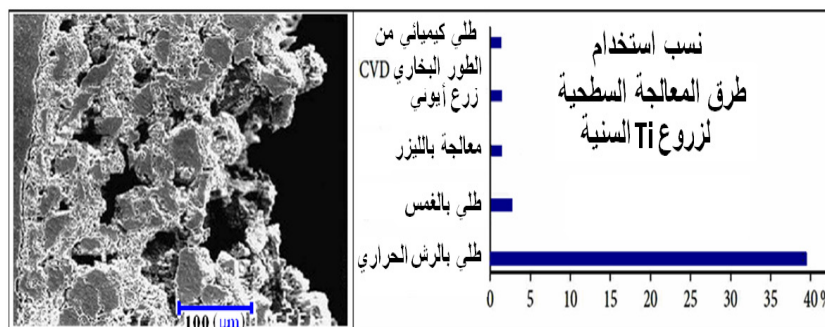 نسب استخدام
طرق المعالجة السطحية
لزروع Ti السنية
طلي كيميائي من
الطور البخاري CVD
زرع أيوني
معالجة بالليزر
طلي بالغمس
طلي بالرش الحراري
0 5 10 15 20 25 30 35 40 %
100 (µm)